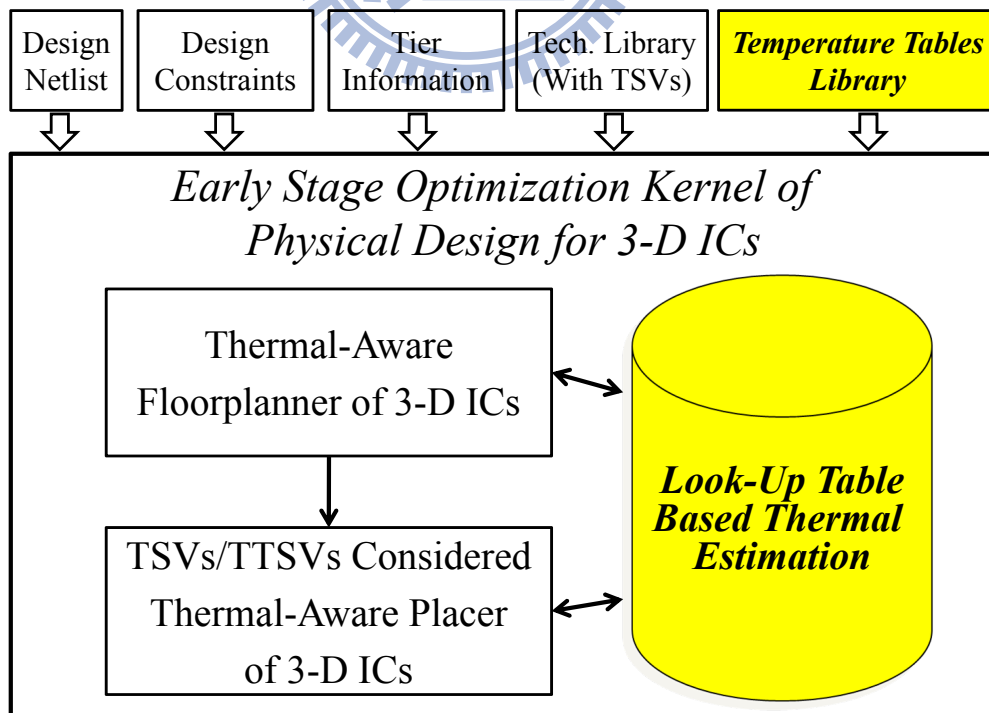 Design
Netlist
Design
Constraints
Tier
Information
Tech. Library
(With TSVs)
Temperature Tables
Library
Early Stage Optimization Kernel of
Physical Design for 3-D ICs
Thermal-Aware
Floorplanner of 3-D ICs
Look-Up Table
Based Thermal
Estimation
TSVs/TTSVs Considered
Thermal-Aware Placer
of 3-D ICs